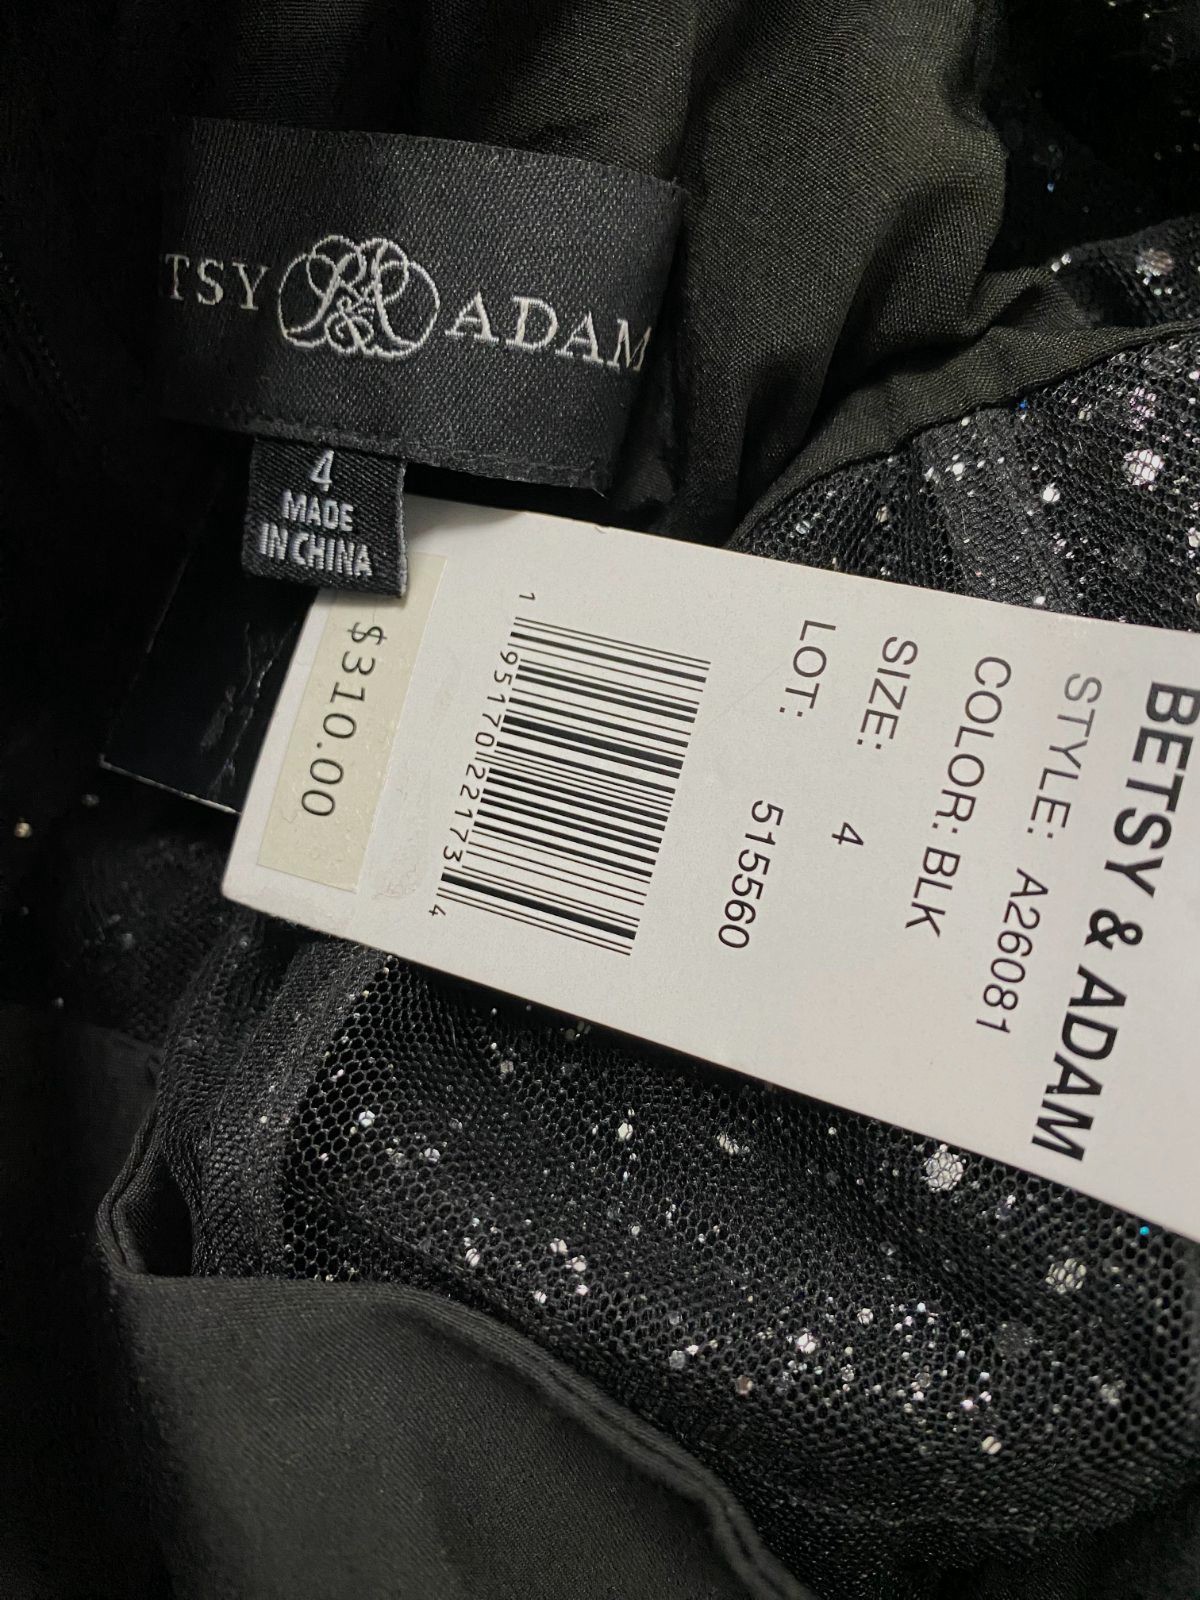 TSY ADAM
4
MADE
IN CHINA
BETSY & ADAM
STYLE: A26081
COLOR: BLK
SIZE: 4
LOT: 515560
1 95170 22173 4
$310.00